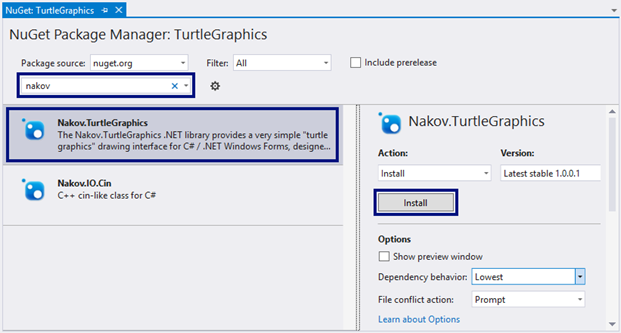 NuGet: TurtleGraphics
NuGet Package Manager: TurtleGraphics
Package source: nuget.org Filter: All Include prerelease
nakov
Nakov.TurtleGraphics
The Nakov.TurtleGraphics .NET library provides a very simple "turtle
graphics" drawing interface for C# / .NET Windows Forms, designe...
Nakov.IO.Cin
C++ cin-like class for C#
Nakov.TurtleGraphics
Action: Version:
Install Latest stable 1.0.0.1
Install
Options
Show preview window
Dependency behavior: Lowest
File conflict action: Prompt
Learn about Options